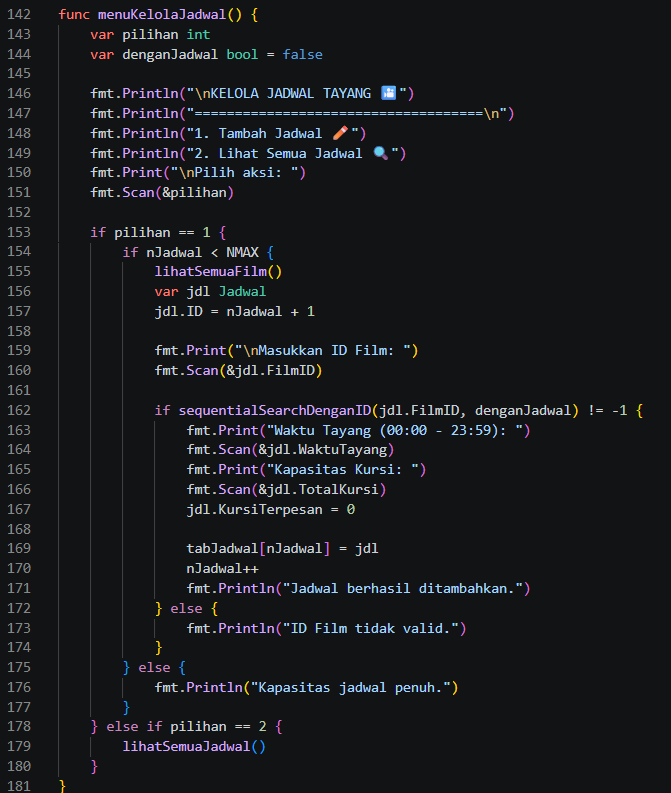 142 func menuKelolaJadwal() {
143     var pilihan int
144     var denganJadwal bool = false
145
146     fmt.Println("\nKELOLA JADWAL TAYANG 🎦")
147     fmt.Println("====================================\n")
148     fmt.Println("1. Tambah Jadwal 🖍️")
149     fmt.Println("2. Lihat Semua Jadwal 🔍")
150     fmt.Print("\nPilih aksi: ")
151     fmt.Scan(&pilihan)
152
153     if pilihan == 1 {
154         if nJadwal < NMAX {
155             lihatSemuaFilm()
156             var jdl Jadwal
157             jdl.ID = nJadwal + 1
158
159             fmt.Print("\nMasukkan ID Film: ")
160             fmt.Scan(&jdl.FilmID)
161
162             if sequentialSearchDenganID(jdl.FilmID, denganJadwal) != -1 {
163                 fmt.Print("Waktu Tayang (00:00 - 23:59): ")
164                 fmt.Scan(&jdl.WaktuTayang)
165                 fmt.Print("Kapasitas Kursi: ")
166                 fmt.Scan(&jdl.TotalKursi)
167                 jdl.KursiTerpesan = 0
168
169                 tabJadwal[nJadwal] = jdl
170                 nJadwal++
171                 fmt.Println("Jadwal berhasil ditambahkan.")
172             } else {
173                 fmt.Println("ID Film tidak valid.")
174             }
175         } else {
176             fmt.Println("Kapasitas jadwal penuh.")
177         }
178     } else if pilihan == 2 {
179         lihatSemuaJadwal()
180     }
181 }